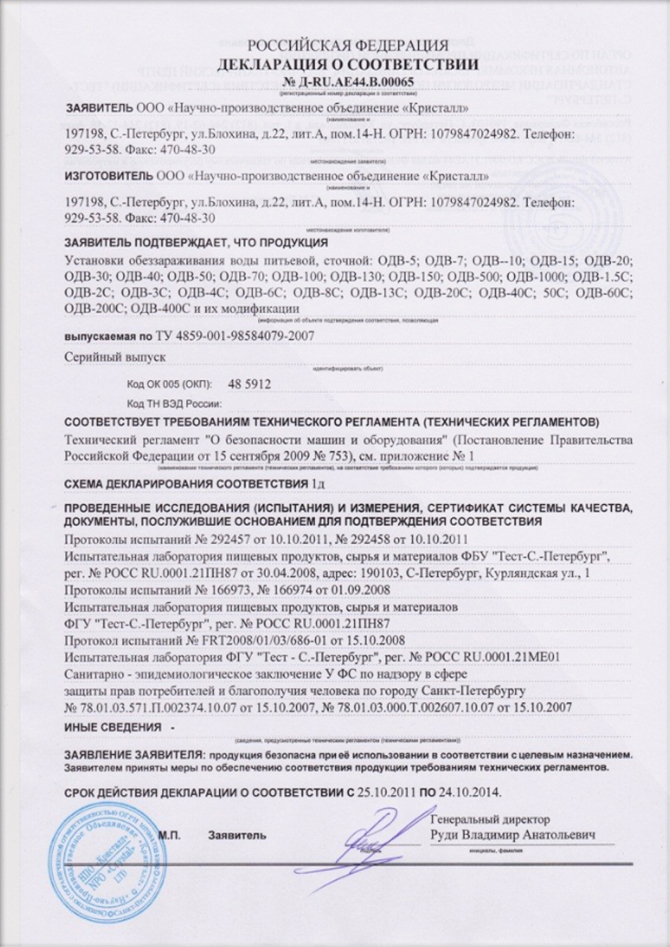 РОССИЙСКАЯ ФЕДЕРАЦИЯ
ДЕКЛАРАЦИЯ О СООТВЕТСТВИИ
№ Д-RU.АЕ44.В.00065
(регистрационный номер декларации о соответствии)
ЗАЯВИТЕЛЬ ООО «Научно-производственное объединение «Кристалл»
(наименование и
197198, С.-Петербург, ул.Блохина, д.22, лит.А, пом.14-Н. ОГРН: 1079847024982. Телефон:
929-53-58. Факс: 470-48-30
местонахождение заявителя)
ИЗГОТОВИТЕЛЬ ООО «Научно-производственное объединение «Кристалл»
(наименование и
197198, С.-Петербург, ул.Блохина, д.22, лит.А, пом.14-Н. ОГРН: 1079847024982. Телефон:
929-53-58. Факс: 470-48-30
местонахождение изготовителя)
ЗАЯВИТЕЛЬ ПОДТВЕРЖДАЕТ, ЧТО ПРОДУКЦИЯ
Установки обеззараживания воды питьевой, сточной: ОДВ-5; ОДВ-7; ОДВ--10; ОДВ-15; ОДВ-20;
ОДВ-30; ОДВ-40; ОДВ-50; ОДВ-70; ОДВ-100; ОДВ-130; ОДВ-150; ОДВ-500; ОДВ-1000; ОДВ-1.5С;
ОДВ-2С; ОДВ-3С; ОДВ-4С; ОДВ-6С; ОДВ-8С; ОДВ-13С; ОДВ-20С; ОДВ-40С; 50С; ОДВ-60С;
ОДВ-200С; ОДВ-400С и их модификации
(информация об объекте подтверждения соответствия, позволяющая
выпускаемая по ТУ 4859-001-98584079-2007
Серийный выпуск
идентифицировать объект)
Код ОК 005 (ОКП): 48 5912
Код ТН ВЭД России:
СООТВЕТСТВУЕТ ТРЕБОВАНИЯМ ТЕХНИЧЕСКОГО РЕГЛАМЕНТА (ТЕХНИЧЕСКИХ РЕГЛАМЕНТОВ)
Технический регламент "О безопасности машин и оборудования" (Постановление Правительства
Российской Федерации от 15 сентября 2009 № 753), см. приложение № 1
(наименование технического регламента (технических регламентов), на соответствие требованиям которого (которых) подтверждается продукция)
СХЕМА ДЕКЛАРИРОВАНИЯ СООТВЕТСТВИЯ 1д
ПРОВЕДЕННЫЕ ИССЛЕДОВАНИЯ (ИСПЫТАНИЯ) И ИЗМЕРЕНИЯ, СЕРТИФИКАТ СИСТЕМЫ КАЧЕСТВА,
ДОКУМЕНТЫ, ПОСЛУЖИВШИЕ ОСНОВАНИЕМ ДЛЯ ПОДТВЕРЖДЕНИЯ СООТВЕТСТВИЯ
Протоколы испытаний № 292457 от 10.10.2011, № 292458 от 10.10.2011
Испытательная лаборатория пищевых продуктов, сырья и материалов ФБУ "Тест-С.-Петербург",
рег. № РОСС RU.0001.21ПН87 от 30.04.2008, адрес: 190103, С-Петербург, Курляндская ул., 1
Протоколы испытаний № 166973, № 166974 от 01.09.2008
Испытательная лаборатория пищевых продуктов, сырья и материалов
ФГУ "Тест-С.-Петербург", рег. № РОСС RU.0001.21ПН87
Протокол испытаний № FRT2008/01/03/686-01 от 15.10.2008
Испытательная лаборатория ФГУ "Тест - С.-Петербург", рег. № РОСС RU.0001.21МЕ01
Санитарно - эпидемиологическое заключение У ФС по надзору в сфере
защиты прав потребителей и благополучия человека по городу Санкт-Петербургу
№ 78.01.03.571.П.002374.10.07 от 15.10.2007, № 78.01.03.000.Т.002607.10.07 от 15.10.2007
ИНЫЕ СВЕДЕНИЯ -
(сведения, предусмотренные техническим регламентом (техническими регламентами))
ЗАЯВЛЕНИЕ ЗАЯВИТЕЛЯ: продукция безопасна при её использовании в соответствии с целевым назначением.
Заявителем приняты меры по обеспечению соответствия продукции требованиям технических регламентов.
СРОК ДЕЙСТВИЯ ДЕКЛАРАЦИИ О СООТВЕТСТВИИ С 25.10.2011 ПО 24.10.2014.
М.П. Заявитель
подпись
Генеральный директор
Руди Владимир Анатольевич
инициалы, фамилия
НПО «Кристалл»
NPO «Crystal»
LTD